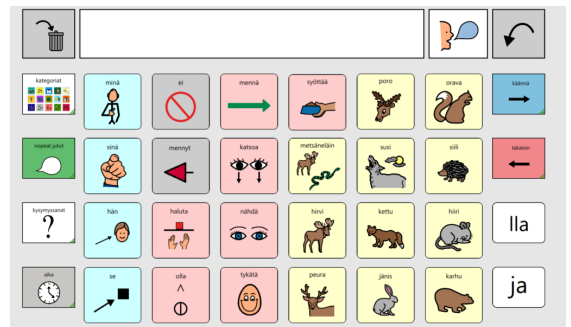 kategoriat
minä
ei
mennä
syöttää
poro
orava
käännä
nopeat jutut
sinä
mennyt
katsoa
metsäneläin
susi
siili
takaisin
kysymyssanat
?
hän
haluta
nähdä
hirvi
kettu
hiiri
lla
aika
se
olla
tykätä
peura
jänis
karhu
ja